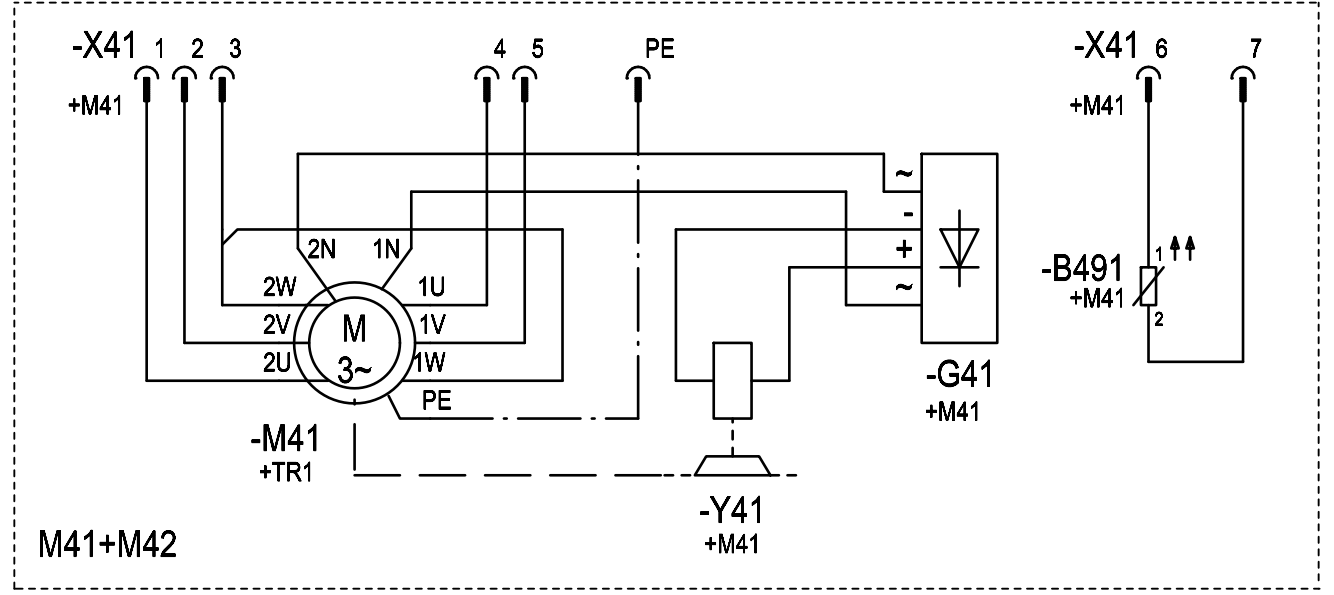 -X41 1 2 3 4 5 PE -X41 6 7
+M41 +M41
~
-
2N 1N +
2W 1U ~
2V M 1V
2U 3~ 1W
PE
-B491 1
+M41 2
-G41
+M41
-M41
+TR1
-Y41
+M41
M41+M42